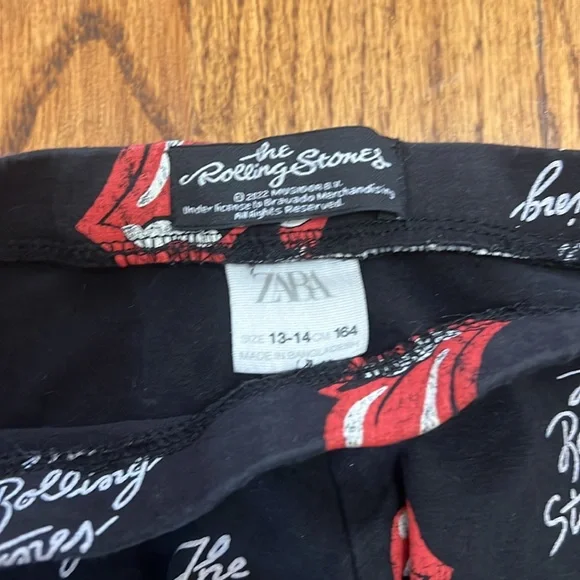 the
Rolling Stones
© 2022 MUSIDOR B.V.
Under license to Bravado Merchandising
All Rights Reserved.
ZARA
SIZE 13-14 CM 164
MADE IN BANGLADESH
Rolling
The